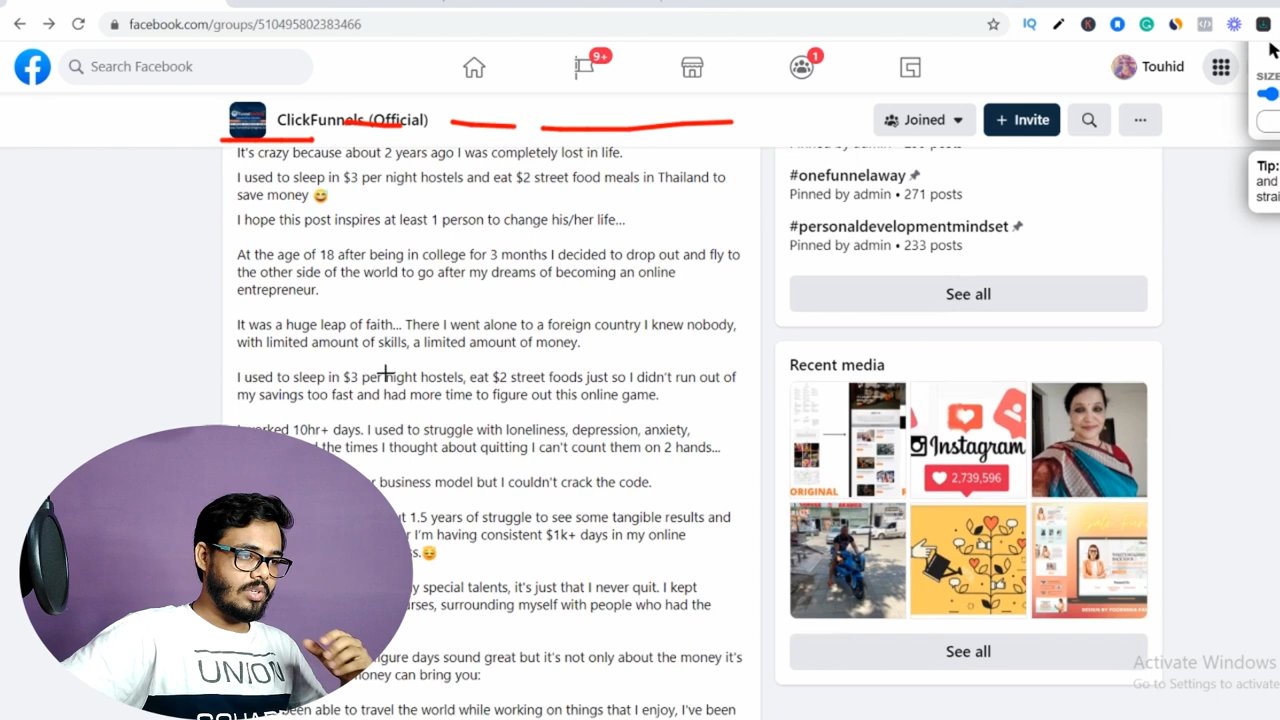 facebook.com/groups/510495802383466
IQ
Search Facebook
9+
1
Touhid
SIZE
ClickFunnels (Official)
Joined
+ Invite
It's crazy because about 2 years ago I was completely lost in life.
I used to sleep in $3 per night hostels and eat $2 street food meals in Thailand to
save money 😅
I hope this post inspires at least 1 person to change his/her life...
At the age of 18 after being in college for 3 months I decided to drop out and fly to
the other side of the world to go after my dreams of becoming an online
entrepreneur.
It was a huge leap of faith... There I went alone to a foreign country I knew nobody,
with limited amount of skills, a limited amount of money.
I used to sleep in $3 per night hostels, eat $2 street foods just so I didn't run out of
my savings too fast and had more time to figure out this online game.
10hr+ days. I used to struggle with loneliness, depression, anxiety,
the times I thought about quitting I can't count them on 2 hands...
business model but I couldn't crack the code.
1.5 years of struggle to see some tangible results and
I'm having consistent $1k+ days in my online
special talents, it's just that I never quit. I kept
surrounding myself with people who had the
days sound great but it's not only about the money it's
can bring you:
been able to travel the world while working on things that I enjoy, I've been
#onefunnelaway
Pinned by admin • 271 posts
#personaldevelopmentmindset
Pinned by admin • 233 posts
See all
Recent media
ORIGINAL
Instagram
2,739,596
See all
Tip:
and
strai
UNION
Activate Windows
Go to Settings to activate